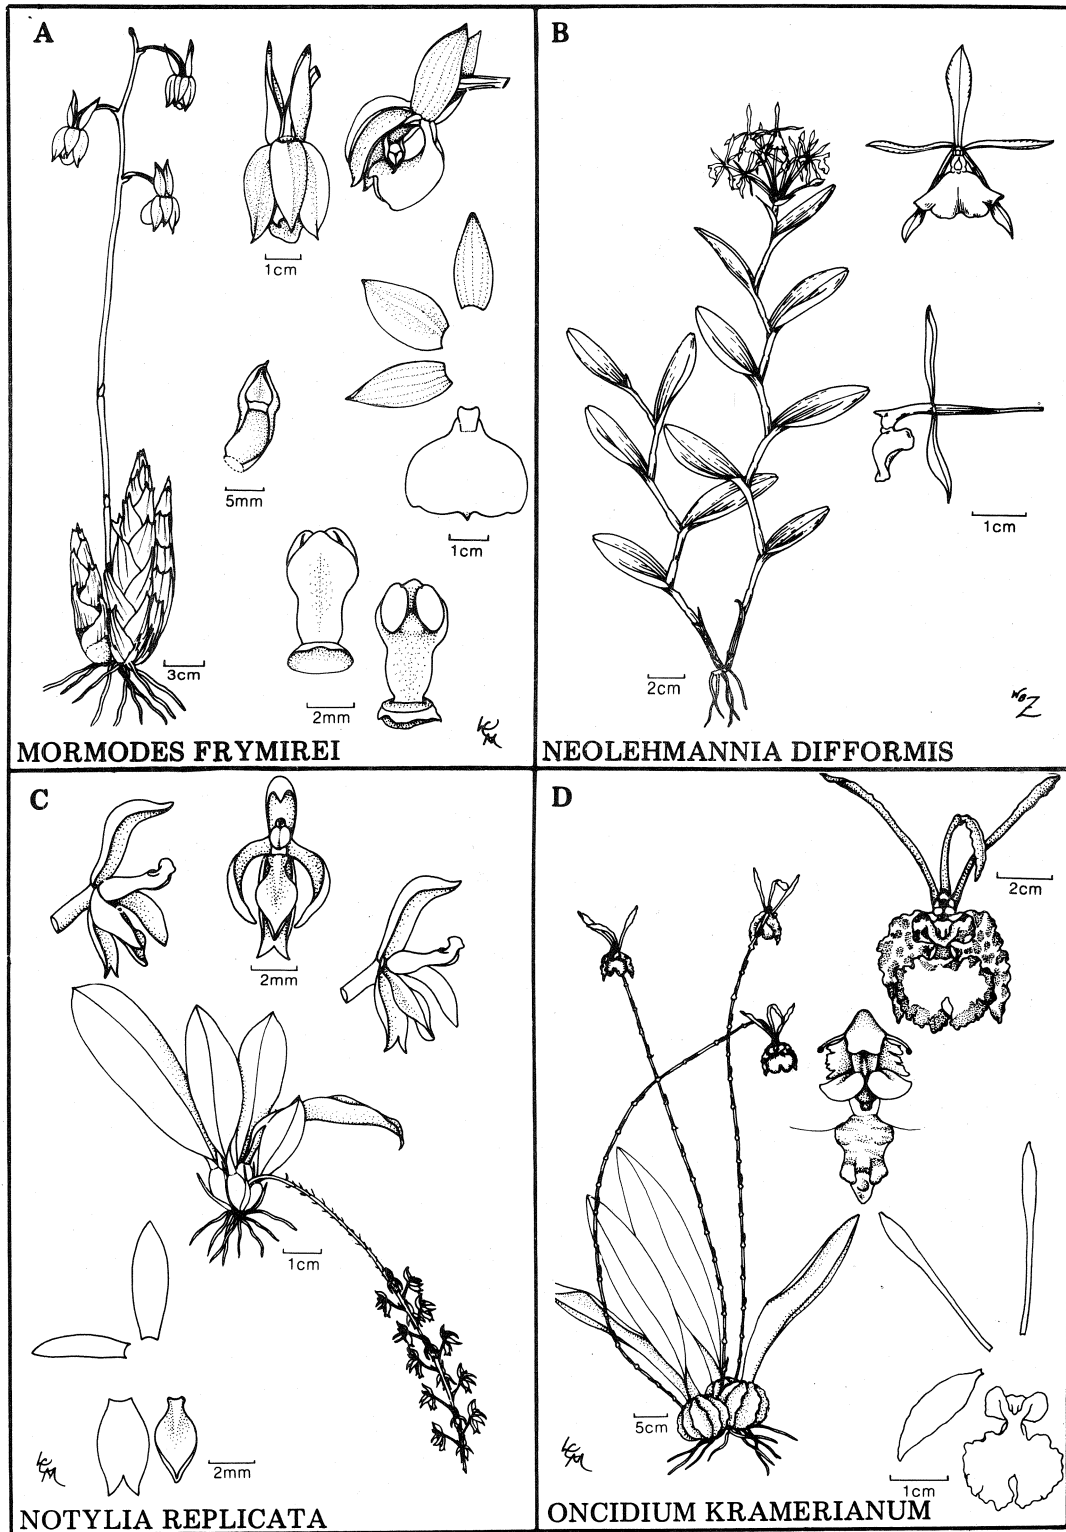 A
1cm
5mm
1cm
3cm
2mm
MORMODES FRYMIREI
B
1cm
2cm
NEOLEHMANNIA DIFFORMIS
C
2mm
1cm
2mm
NOTYLIA REPLICATA
D
2cm
5cm
1cm
ONCIDIUM KRAMERIANUM